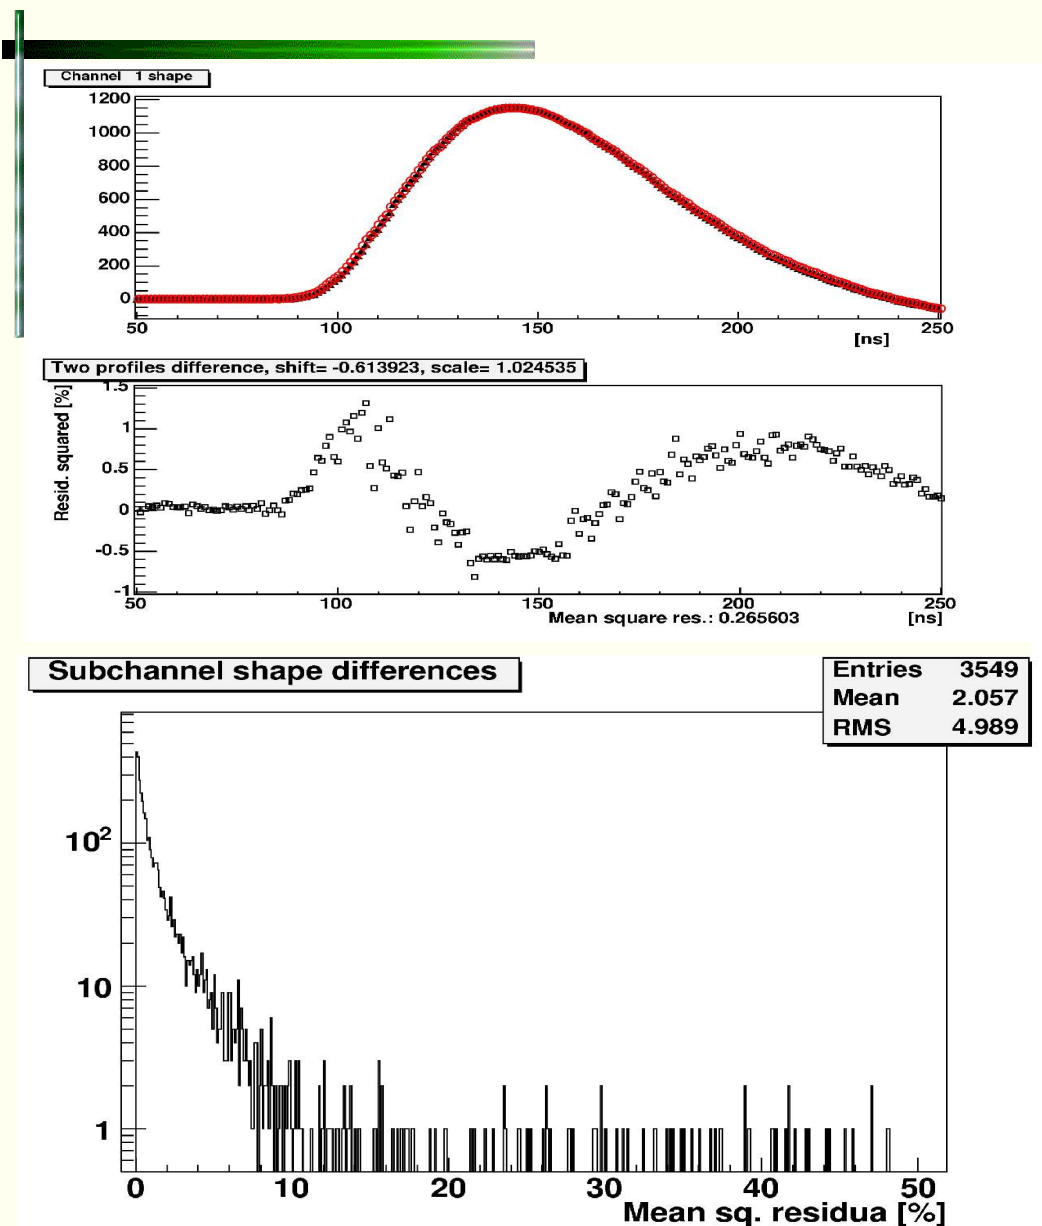 Channel 1 shape
1200
1000
800
600
400
200
0
50 100 150 200 250
[ns]
Two profiles difference, shift= -0.613923, scale= 1.024535
Resid. squared [%]
1.5
1
0.5
0
-0.5
-1
50 100 150 200 250
Mean square res.: 0.265603 [ns]
Subchannel shape differences
Entries 3549
Mean 2.057
RMS 4.989
10²
10
1
0 10 20 30 40 50
Mean sq. residua [%]